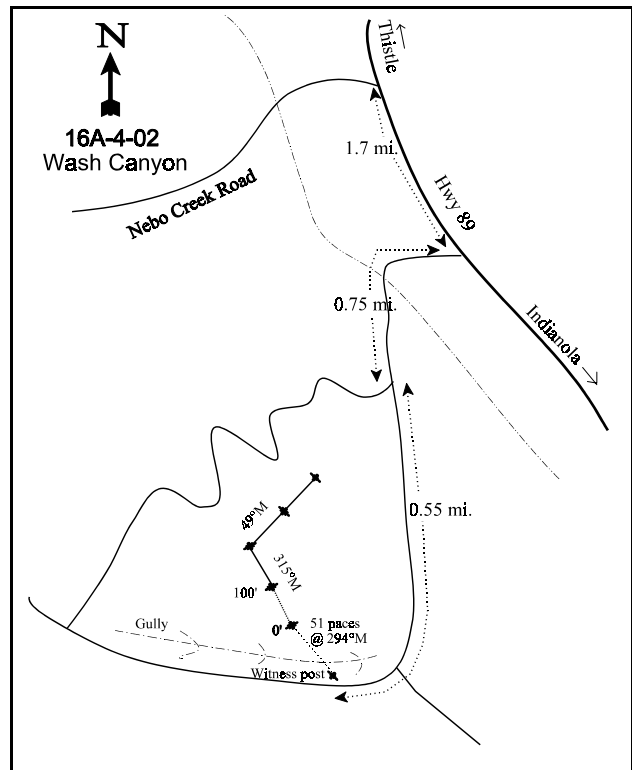 N
16A-4-02
Wash Canyon
Thistle
1.7 mi.
Nebo Creek Road
Hwy 89
0.75 mi.
Indianola
0.55 mi.
49°M
315°M
100'
0'
51 paces
@ 294°M
Gully
Witness post